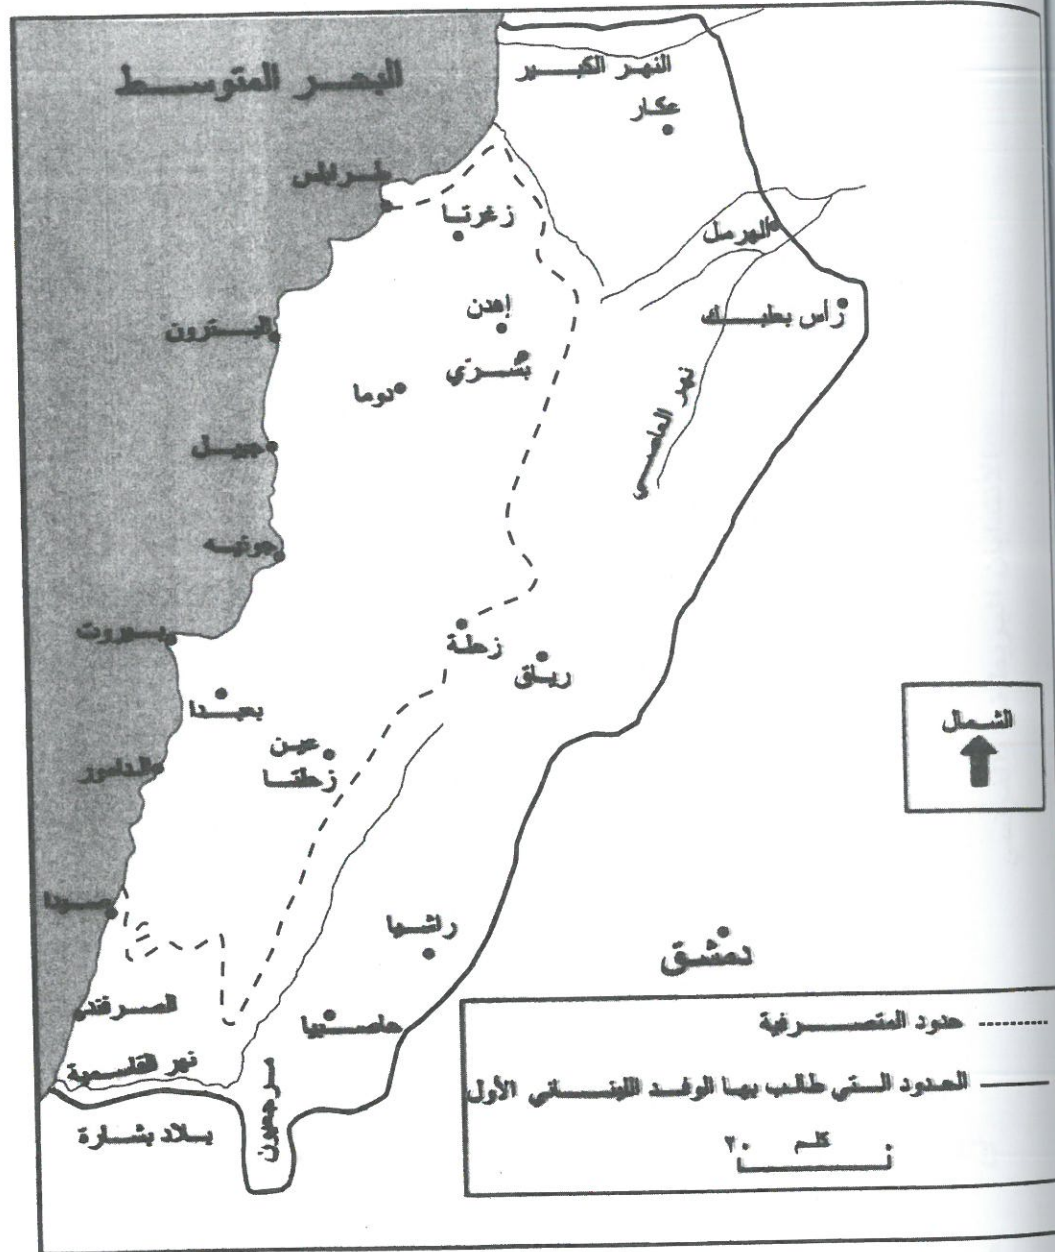 البحر المتوسط
النهر الكبير
عكار
طرابلس
زغرتا
الهرمل
إهدن
رأس بعلبك
البترون
بشرّي
دوما
نهر العاصي
جبيل
جونيه
بيروت
زحلة
رياق
بعبدا
الشمال
عين
زحلتا
الدامور
صيدا
راشيا
دمشق
الصرفند
حاصبيا
نهر القاسمية
مرجعيون
بلاد بشارة
حدود المتصرفية
الحدود التي طالب بها الوفد اللبناني الأول
كلم
٢٠